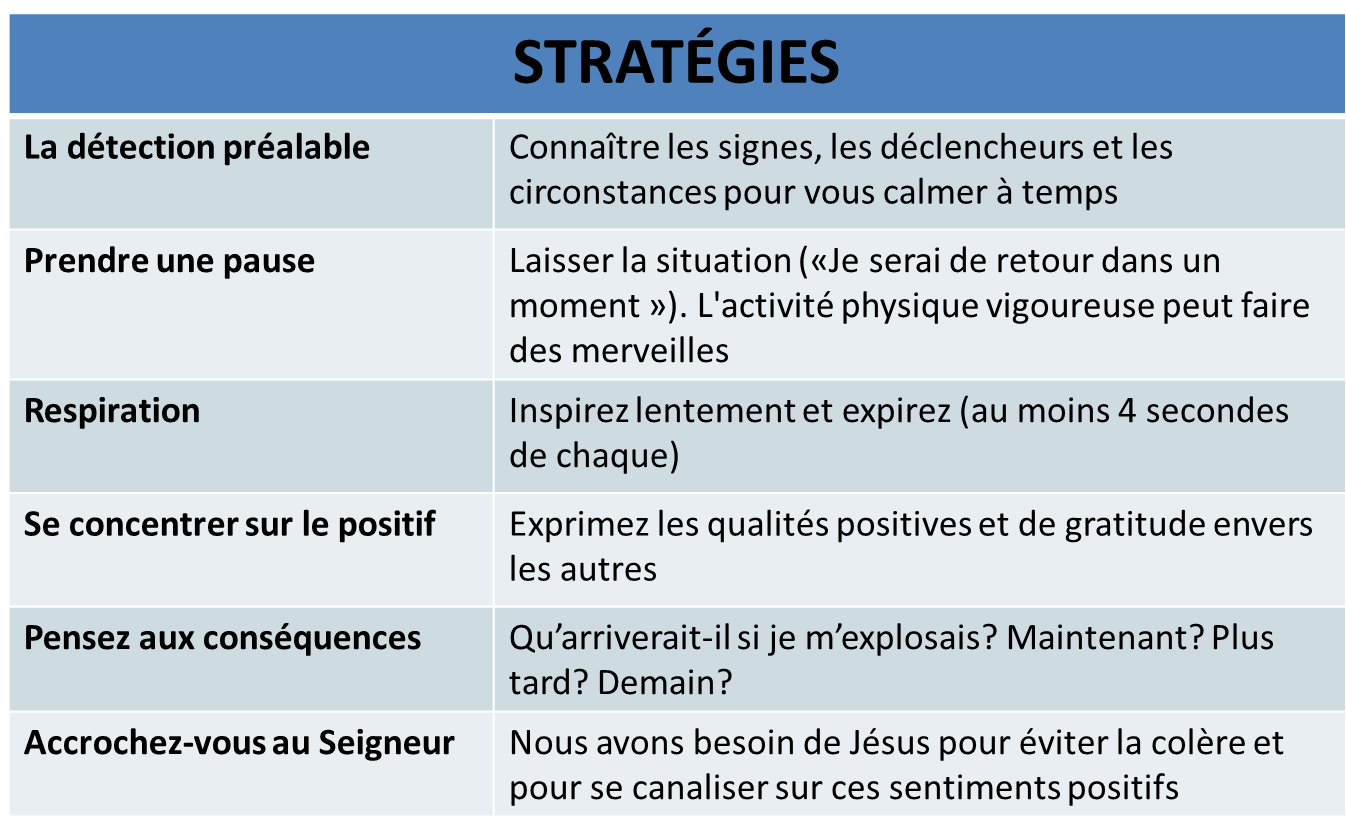 STRATÉGIES
La détection préalable
Connaître les signes, les déclencheurs et les
circonstances pour vous calmer à temps
Prendre une pause
Laisser la situation («Je serai de retour dans un
moment »). L'activité physique vigoureuse peut faire
des merveilles
Respiration
Inspirez lentement et expirez (au moins 4 secondes
de chaque)
Se concentrer sur le positif
Exprimez les qualités positives et de gratitude envers
les autres
Pensez aux conséquences
Qu’arriverait-il si je m’explosais? Maintenant? Plus
tard? Demain?
Accrochez-vous au Seigneur
Nous avons besoin de Jésus pour éviter la colère et
pour se canaliser sur ces sentiments positifs